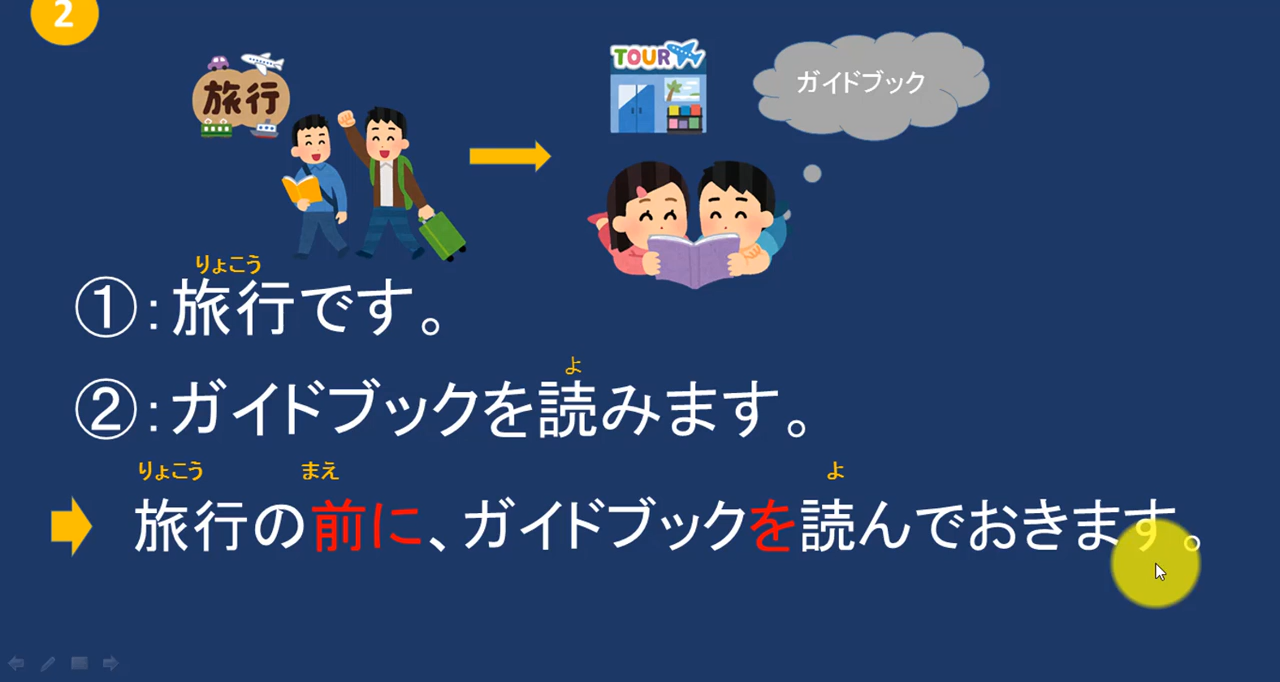 2
旅行
TOUR
ガイドブック
りょこう
①:旅行です。
よ
②:ガイドブックを読みます。
りょこう まえ よ
旅行の前に、ガイドブックを読んでおきます。